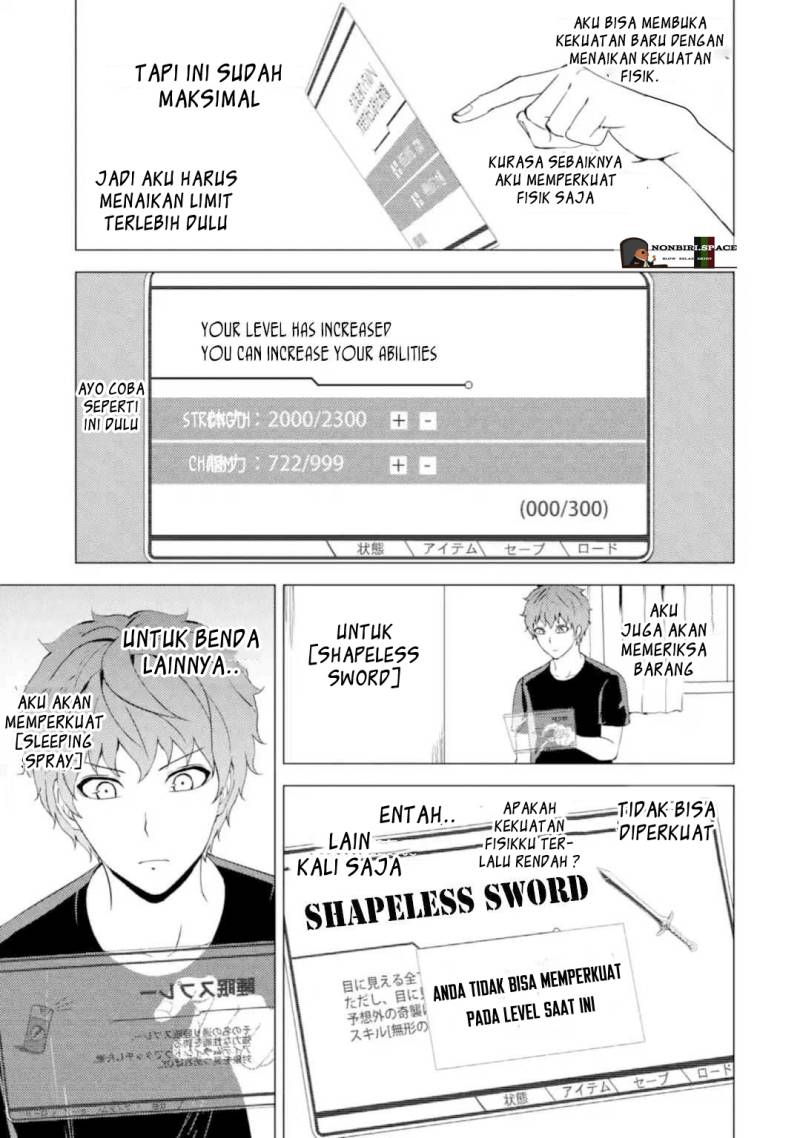 AKU BISA MEMBUKA
KEKUATAN BARU DENGAN
MENAIKAN KEKUATAN
FISIK.
KURASA SEBAIKNYA
AKU MEMPERKUAT
FISIK SAJA
TAPI INI SUDAH
MAKSIMAL
JADI AKU HARUS
MENAIKAN LIMIT
TERLEBIH DULU
NONBIRI.SPACE
YOUR LEVEL HAS INCREASED
YOU CAN INCREASE YOUR ABILITIES
: 2000/2300 + -
: 722/999 + -
(000/300)
状態 アイテム セーブ ロード
AYO COBA
SEPERTI
INI DULU
AKU
JUGA AKAN
MEMERIKSA
BARANG
UNTUK
[SHAPELESS
SWORD]
UNTUK BENDA
LAINNYA..
AKU AKAN
MEMPERKUAT
[SLEEPING
SPRAY]
睡眠スプレー
TIDAK BISA
DIPERKUAT
APAKAH
KEKUATAN
FISIKKU TER-
LALU RENDAH ?
ENTAH..
LAIN
KALI SAJA
SHAPELESS SWORD
目に見える全
ただし、目に見
予想外の奇襲に
スキル[無形の
ANDA TIDAK BISA MEMPERKUAT
PADA LEVEL SAAT INI
状態 アイテム セーブ ロード